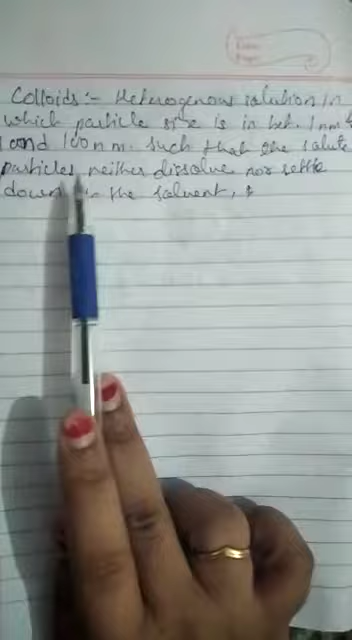 Colloids :- Heterogenous solution in
which particle size is in bet. 1nm &
and 100nm. such that the solute
particles neither dissolve nor settle
down in the solvent,